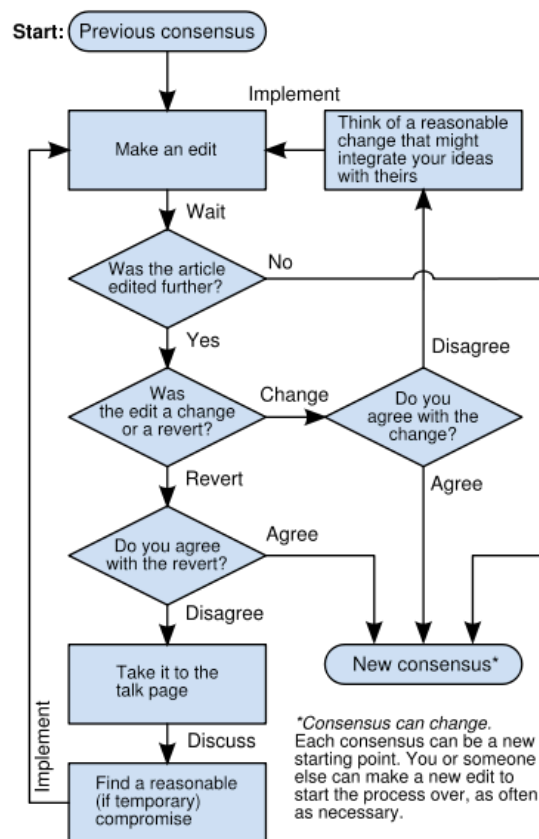 Start:
Previous consensus
Implement
Make an edit
Think of a reasonable
change that might
integrate your ideas
with theirs
Wait
Was the article
edited further?
No
Yes
Disagree
Was
the edit a change
or a revert?
Change
Do you
agree with the
change?
Revert
Agree
Do you agree
with the revert?
Agree
Disagree
Take it to the
talk page
New consensus*
Discuss
Implement
Find a reasonable
(if temporary)
compromise
*Consensus can change.
Each consensus can be a new
starting point. You or someone
else can make a new edit to
start the process over, as often
as necessary.